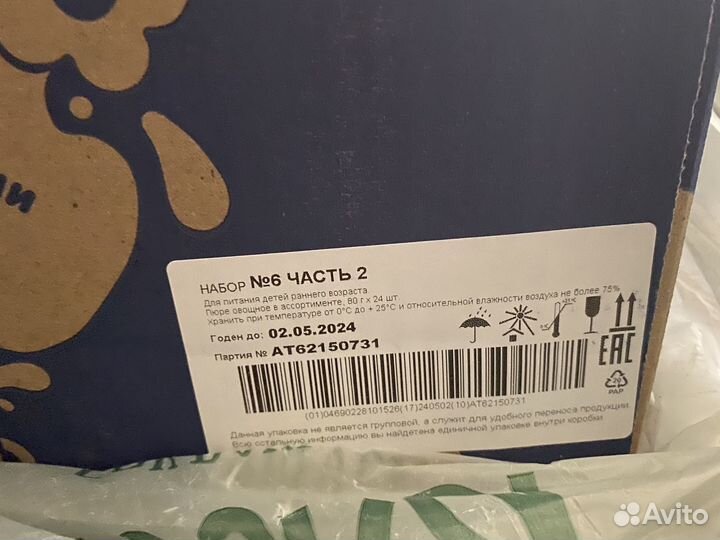 НАБОР №6 ЧАСТЬ 2
Для питания детей раннего возраста
Пюре овощное в ассортименте, 80 г х 24 шт
хранить при температуре от 0°С до + 25°С и относительной влажности воздуха не более 75%
Годен до: 02.05.2024
Партия № АТ62150731
EAC
20
PAP
(01)04690228101526(17)240502(10)АТ62150731
Данная упаковка не является групповой, а служит для удобного переноса продукции.
Всю остальную информацию вы найдетена единичной упаковке внутри коробки.
Avito